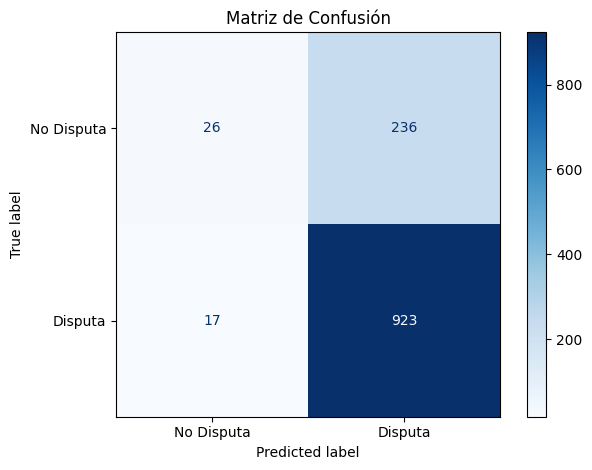 Matriz de Confusión
No Disputa
26
236
Disputa
17
923
No Disputa
Disputa
True label
Predicted label
800
600
400
200